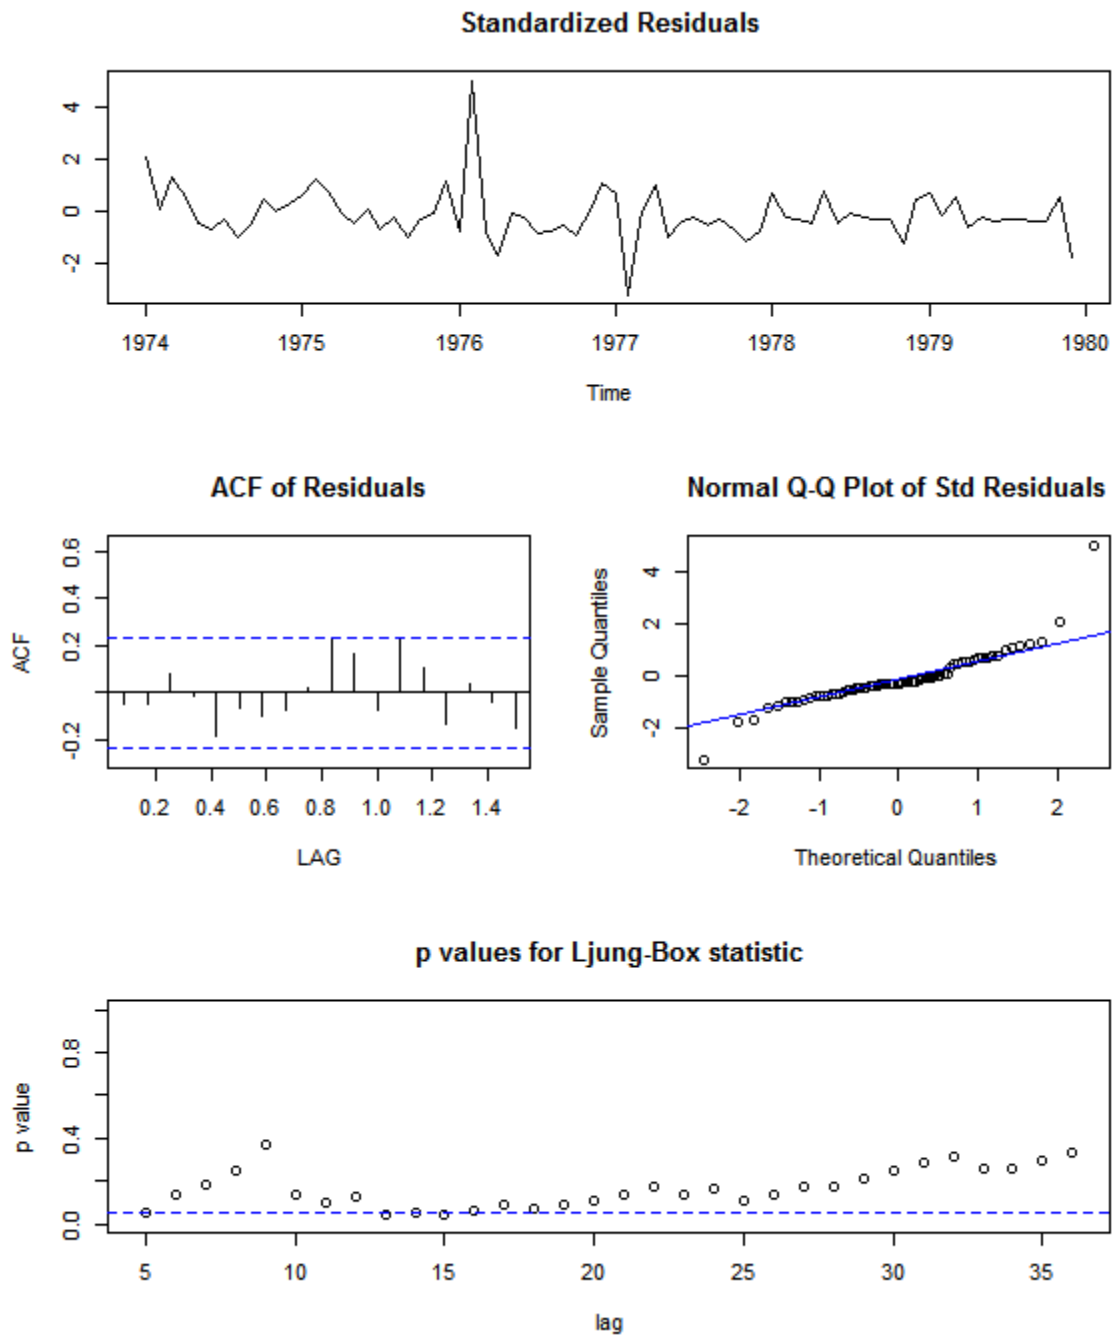 Standardized Residuals
4
2
0
-2
1974 1975 1976 1977 1978 1979 1980
Time
ACF of Residuals
ACF
0.6
0.4
0.2
-0.2
0.2 0.4 0.6 0.8 1.0 1.2 1.4
LAG
Normal Q-Q Plot of Std Residuals
Sample Quantiles
4
2
0
-2
-2 -1 0 1 2
Theoretical Quantiles
p values for Ljung-Box statistic
p value
0.8
0.4
0.0
5 10 15 20 25 30 35
lag